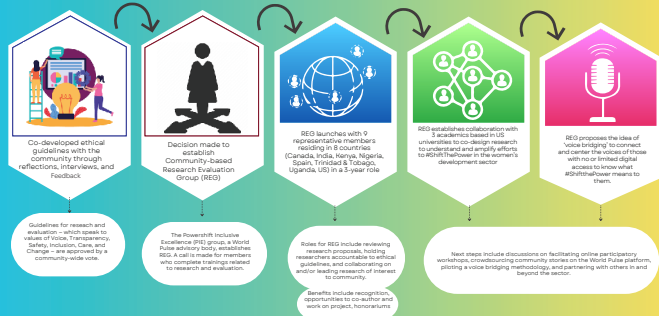 Co-developed ethical
guidelines with the
community through
reflections, interviews, and
Feedback
Guidelines for reseach and
evaluation - which speak to
values of Voice, Transparency,
Safety, Inclusion, Care, and
Change - are approved by a
community-wide vote.
Decision made to
establish
Community-based
Research Evaluation
Group (REG)
The Powershift Inclusive
Excellence (PIE) group, a World
Pulse advisory body, establishes
REG. A call is made for members
who complete trainings related
to research and evaluation.
REG launches with 9
representative members
residing in 8 countries
(Canada, India, Kenya, Nigeria,
Spain, Trinidad & Tobago,
Uganda, US) in a 3-year role
Roles for REG include reviewing
research proposals, holding
researchers accountable to ethical
guidelines, and collaborating on
and/or leading research of interest
to community.
Benefits include recognition,
opportunities to co-author and
work on project, honorariums
REG establishes collaboration with
3 academics based in US
universities to co-design research
to understand and amplify efforts
to #ShiftThePower in the women's
development sector
REG proposes the idea of
'voice bridging' to connect
and center the voices of those
with no or limited digital
access to know what
#ShiftthePower means to
them.
Next steps include discussions on facilitating online participatory
workshops, crowdsourcing community stories on the World Pulse platform,
piloting a voice bridging methodology, and partnering with others in and
beyond the sector.